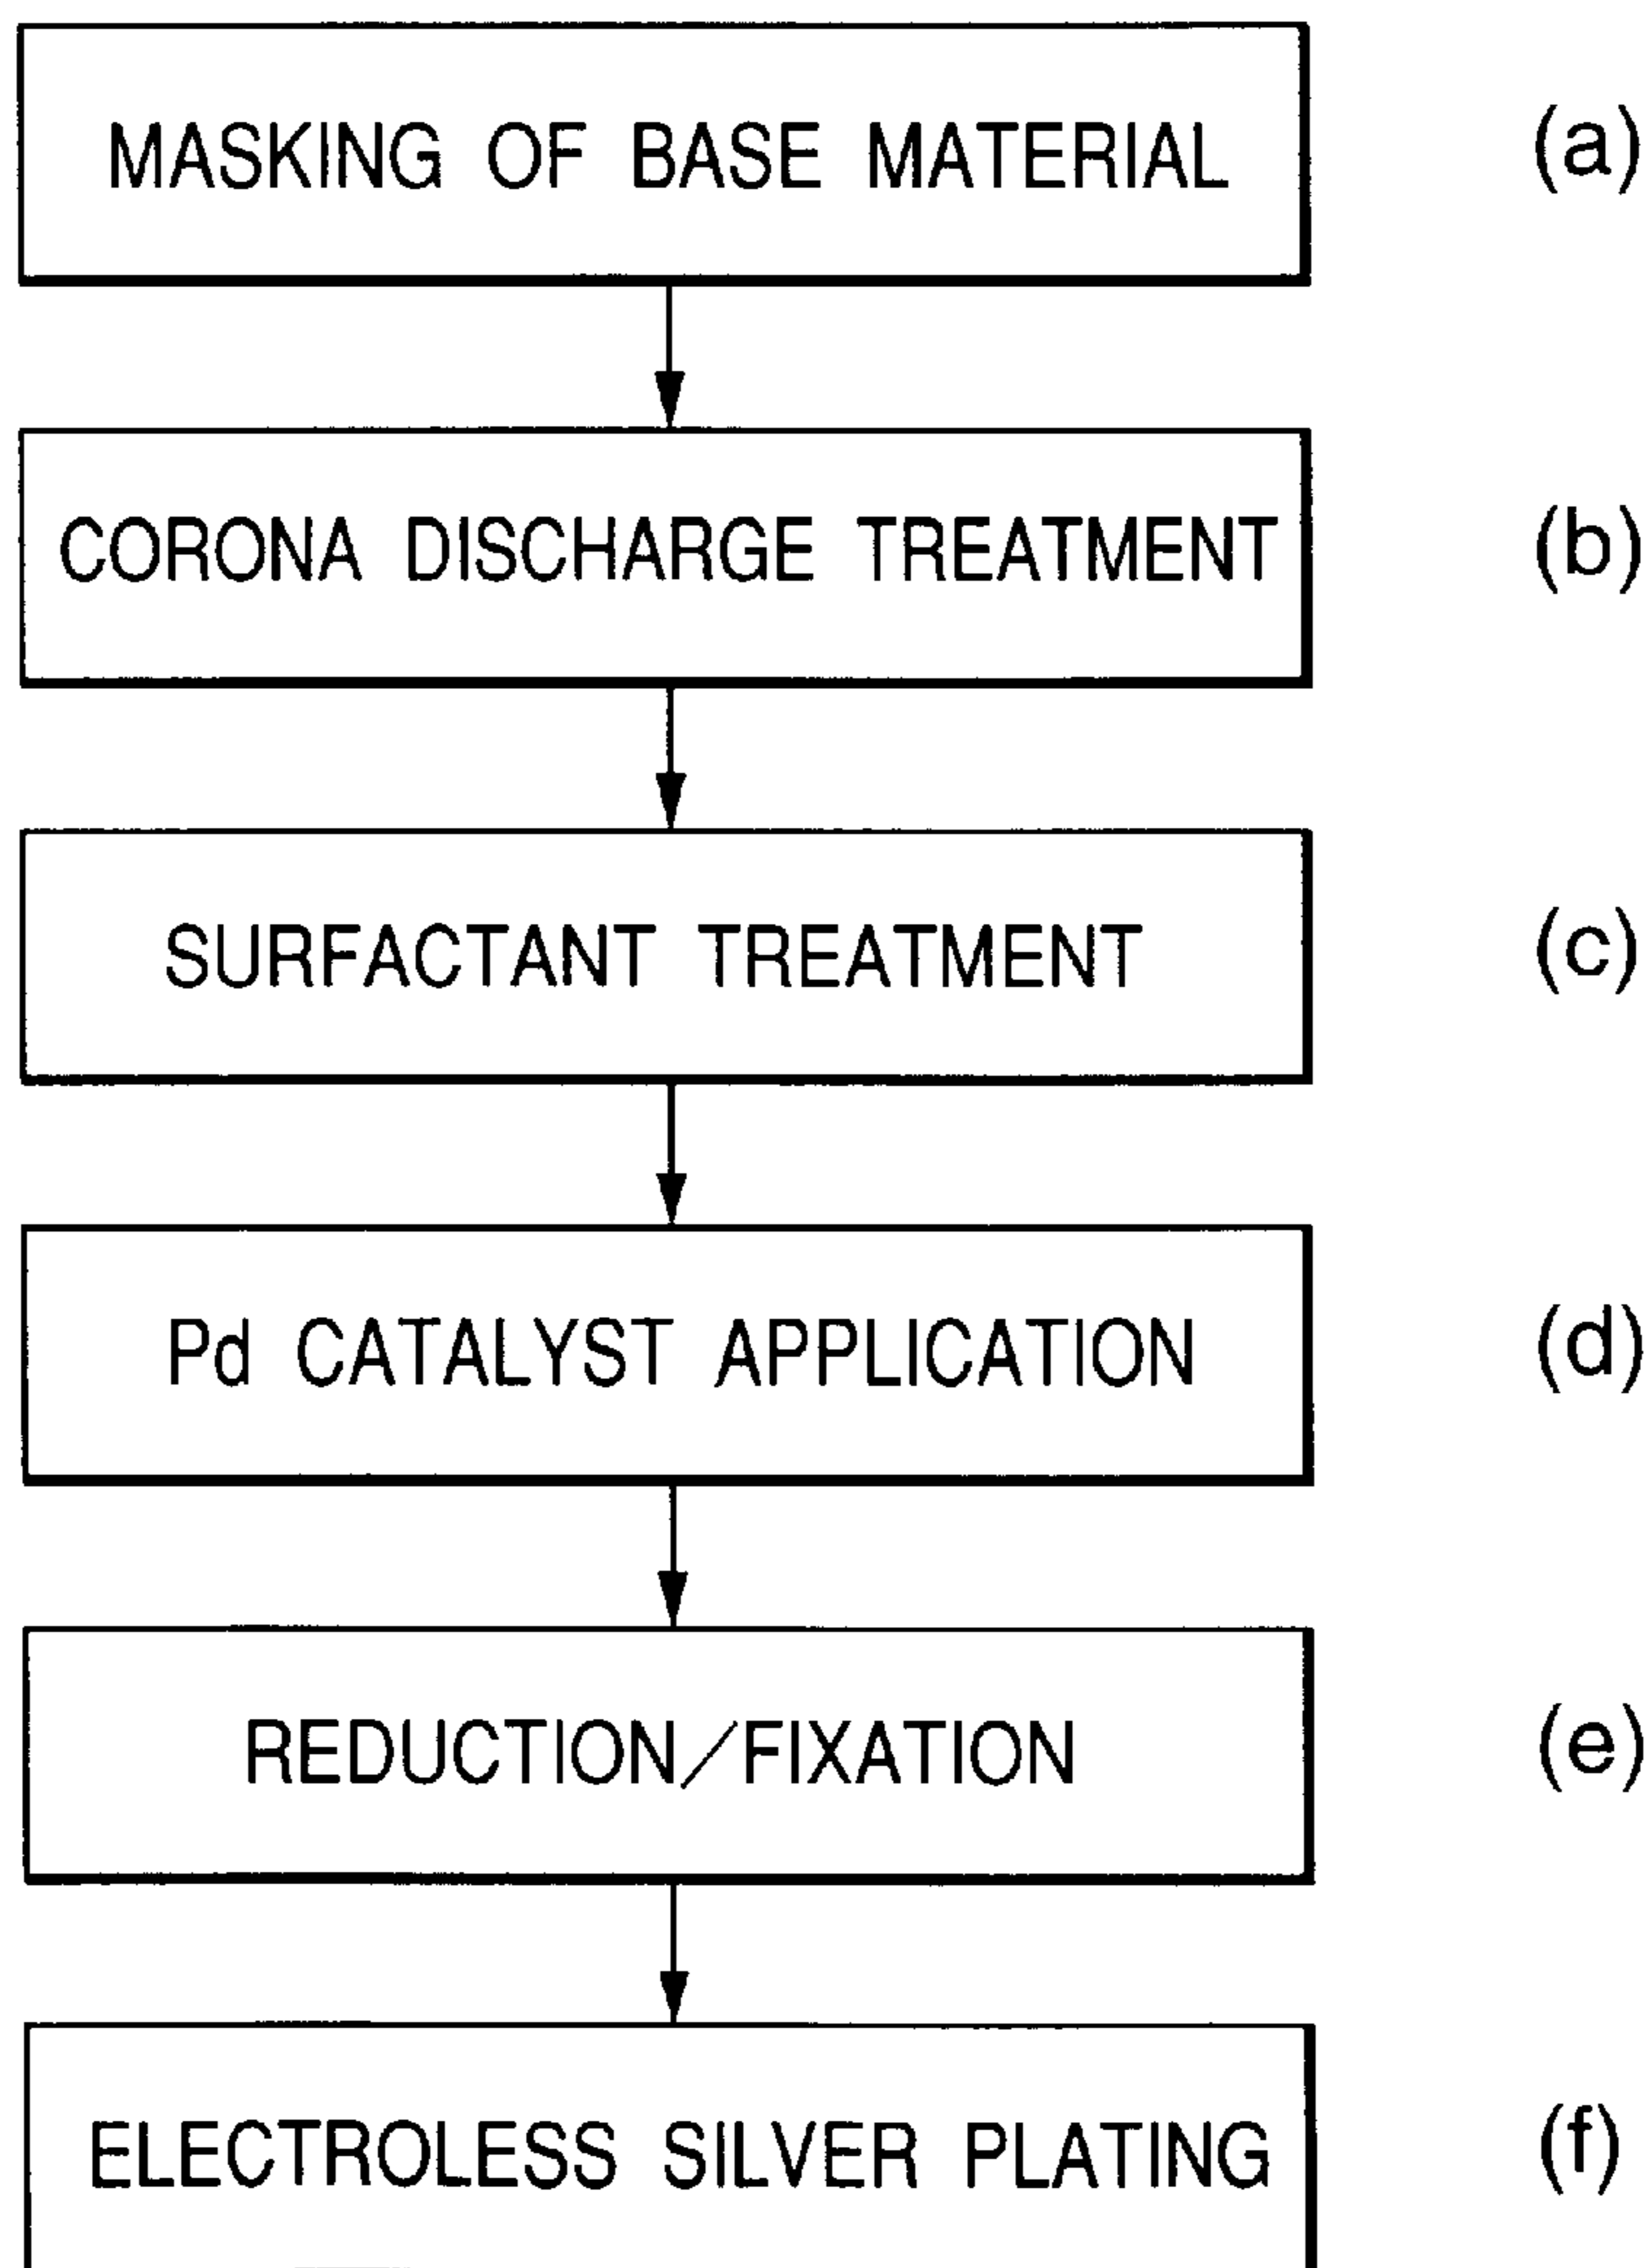 MASKING OF BASE MATERIAL (a)
CORONA DISCHARGE TREATMENT (b)
SURFACTANT TREATMENT (c)
Pd CATALYST APPLICATION (d)
REDUCTION/FIXATION (e)
ELECTROLESS SILVER PLATING (f)